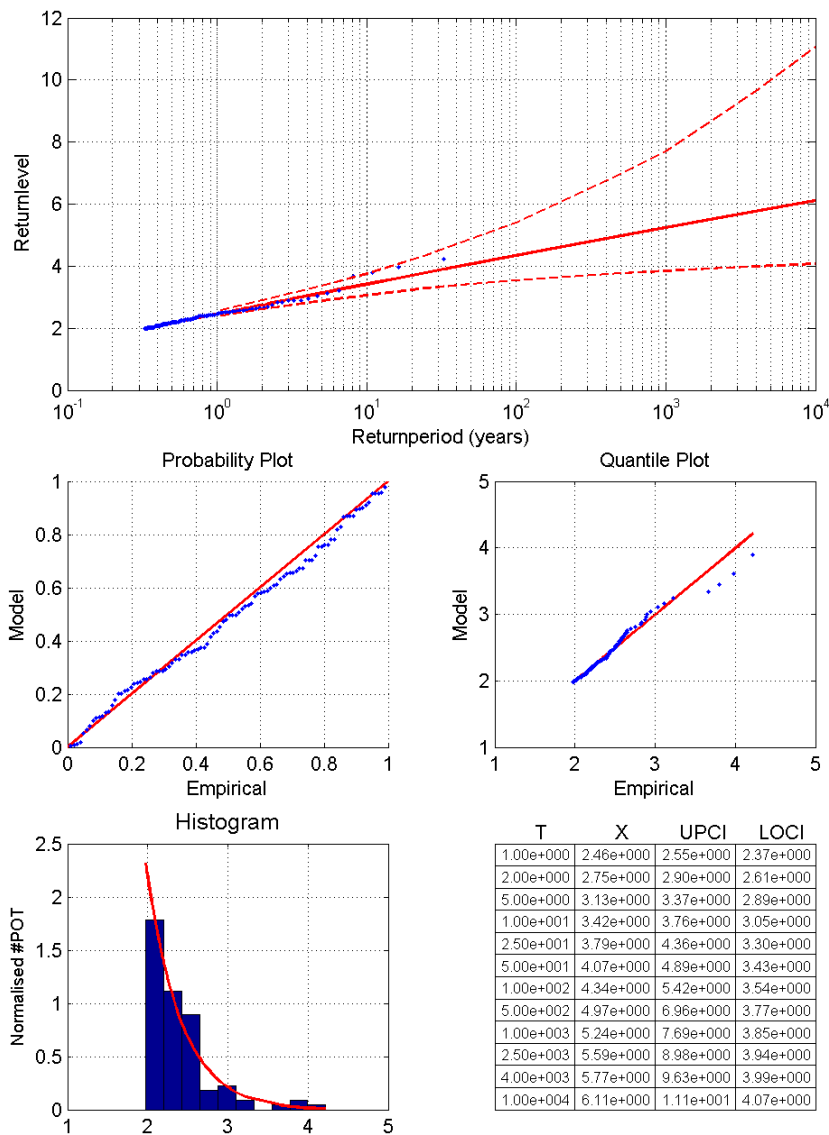 12
10
8
6
4
2
0
Returnlevel
10-1 100 101 102 103 104
Returnperiod (years)
Probability Plot
1
0.8
0.6
0.4
0.2
0
Model
0 0.2 0.4 0.6 0.8 1
Empirical
Quantile Plot
5
4
3
2
1
Model
1 2 3 4 5
Empirical
Histogram
2.5
2
1.5
1
0.5
0
Normalised #POT
1 2 3 4 5
T X UPCI LOCI
1.00e+000 2.46e+000 2.55e+000 2.37e+000
2.00e+000 2.75e+000 2.90e+000 2.61e+000
5.00e+000 3.13e+000 3.37e+000 2.89e+000
1.00e+001 3.42e+000 3.76e+000 3.05e+000
2.50e+001 3.79e+000 4.36e+000 3.30e+000
5.00e+001 4.07e+000 4.89e+000 3.43e+000
1.00e+002 4.34e+000 5.42e+000 3.54e+000
5.00e+002 4.97e+000 6.96e+000 3.77e+000
1.00e+003 5.24e+000 7.69e+000 3.85e+000
2.50e+003 5.59e+000 8.98e+000 3.94e+000
4.00e+003 5.77e+000 9.63e+000 3.99e+000
1.00e+004 6.11e+000 1.11e+001 4.07e+000